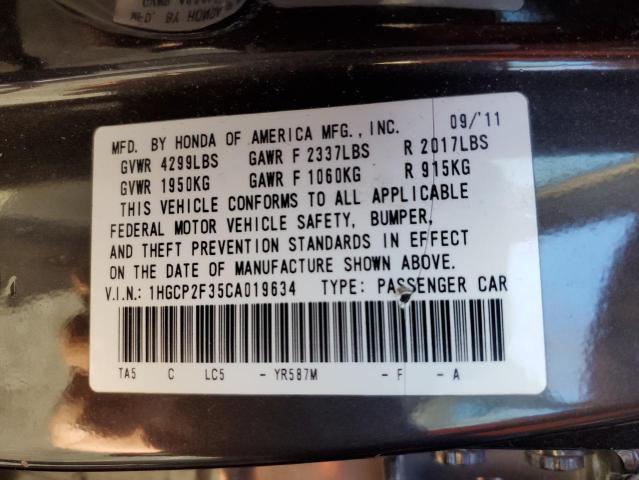 MFD. BY HONDA OF AMERICA MFG., INC. 09/'11
GVWR 4299LBS GAWR F 2337LBS R 2017LBS
GVWR 1950KG GAWR F 1060KG R 915KG
THIS VEHICLE CONFORMS TO ALL APPLICABLE
FEDERAL MOTOR VEHICLE SAFETY, BUMPER,
AND THEFT PREVENTION STANDARDS IN EFFECT
ON THE DATE OF MANUFACTURE SHOWN ABOVE.
V.I.N.: 1HGCP2F35CA019634 TYPE: PASSENGER CAR
TA5 C LC5 - YR587M - F - A